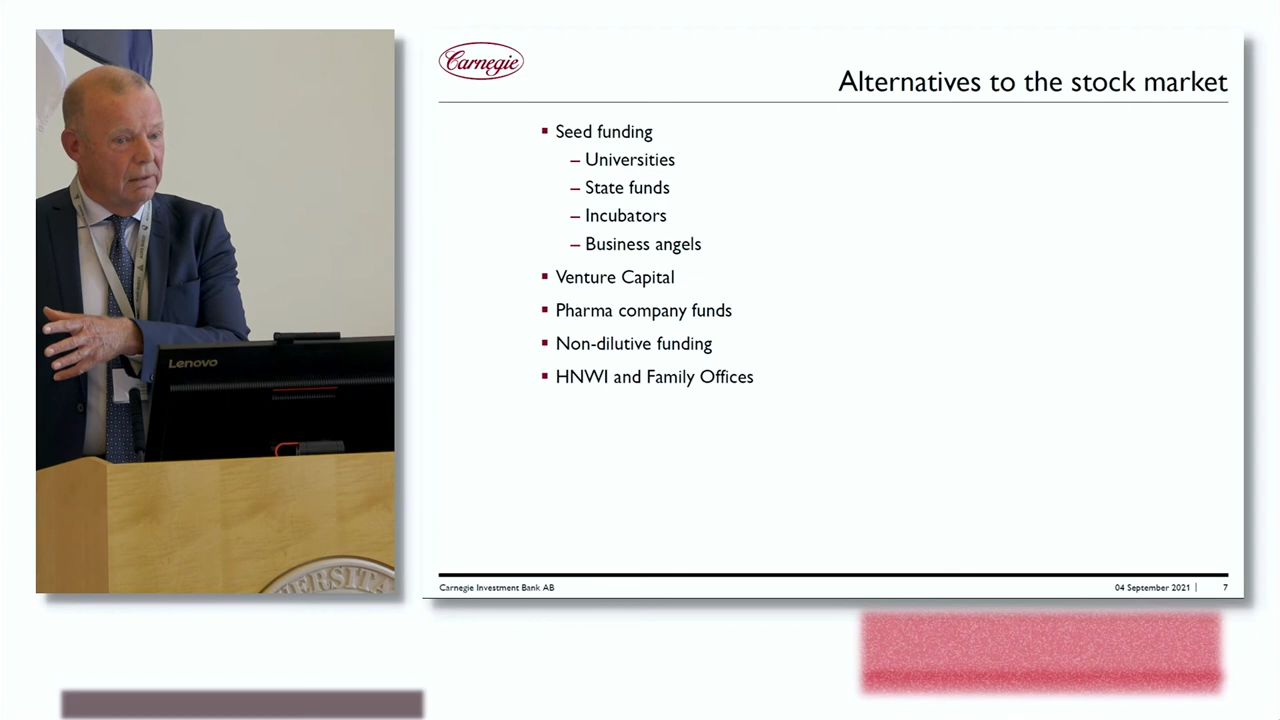 Carnegie
Alternatives to the stock market
▪ Seed funding
– Universities
– State funds
– Incubators
– Business angels
▪ Venture Capital
▪ Pharma company funds
▪ Non-dilutive funding
▪ HNWI and Family Offices
Carnegie Investment Bank AB
04 September 2021 | 7
Lenovo